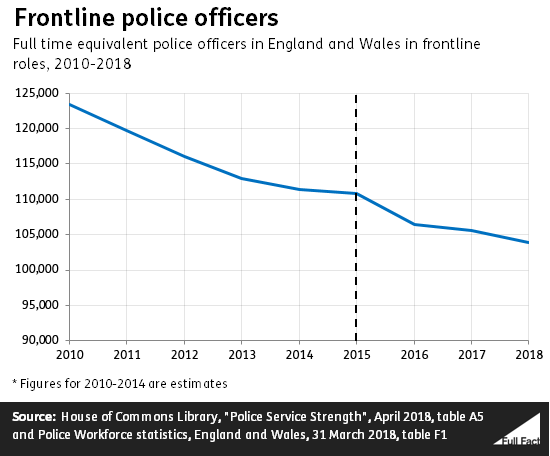 Frontline police officers
Full time equivalent police officers in England and Wales in frontline
roles, 2010-2018
125,000
120,000
115,000
110,000
105,000
100,000
95,000
90,000
2010 2011 2012 2013 2014 2015 2016 2017 2018
* Figures for 2010-2014 are estimates
Source: House of Commons Library, "Police Service Strength", April 2018, table A5
and Police Workforce statistics, England and Wales, 31 March 2018, table F1
Full Fact